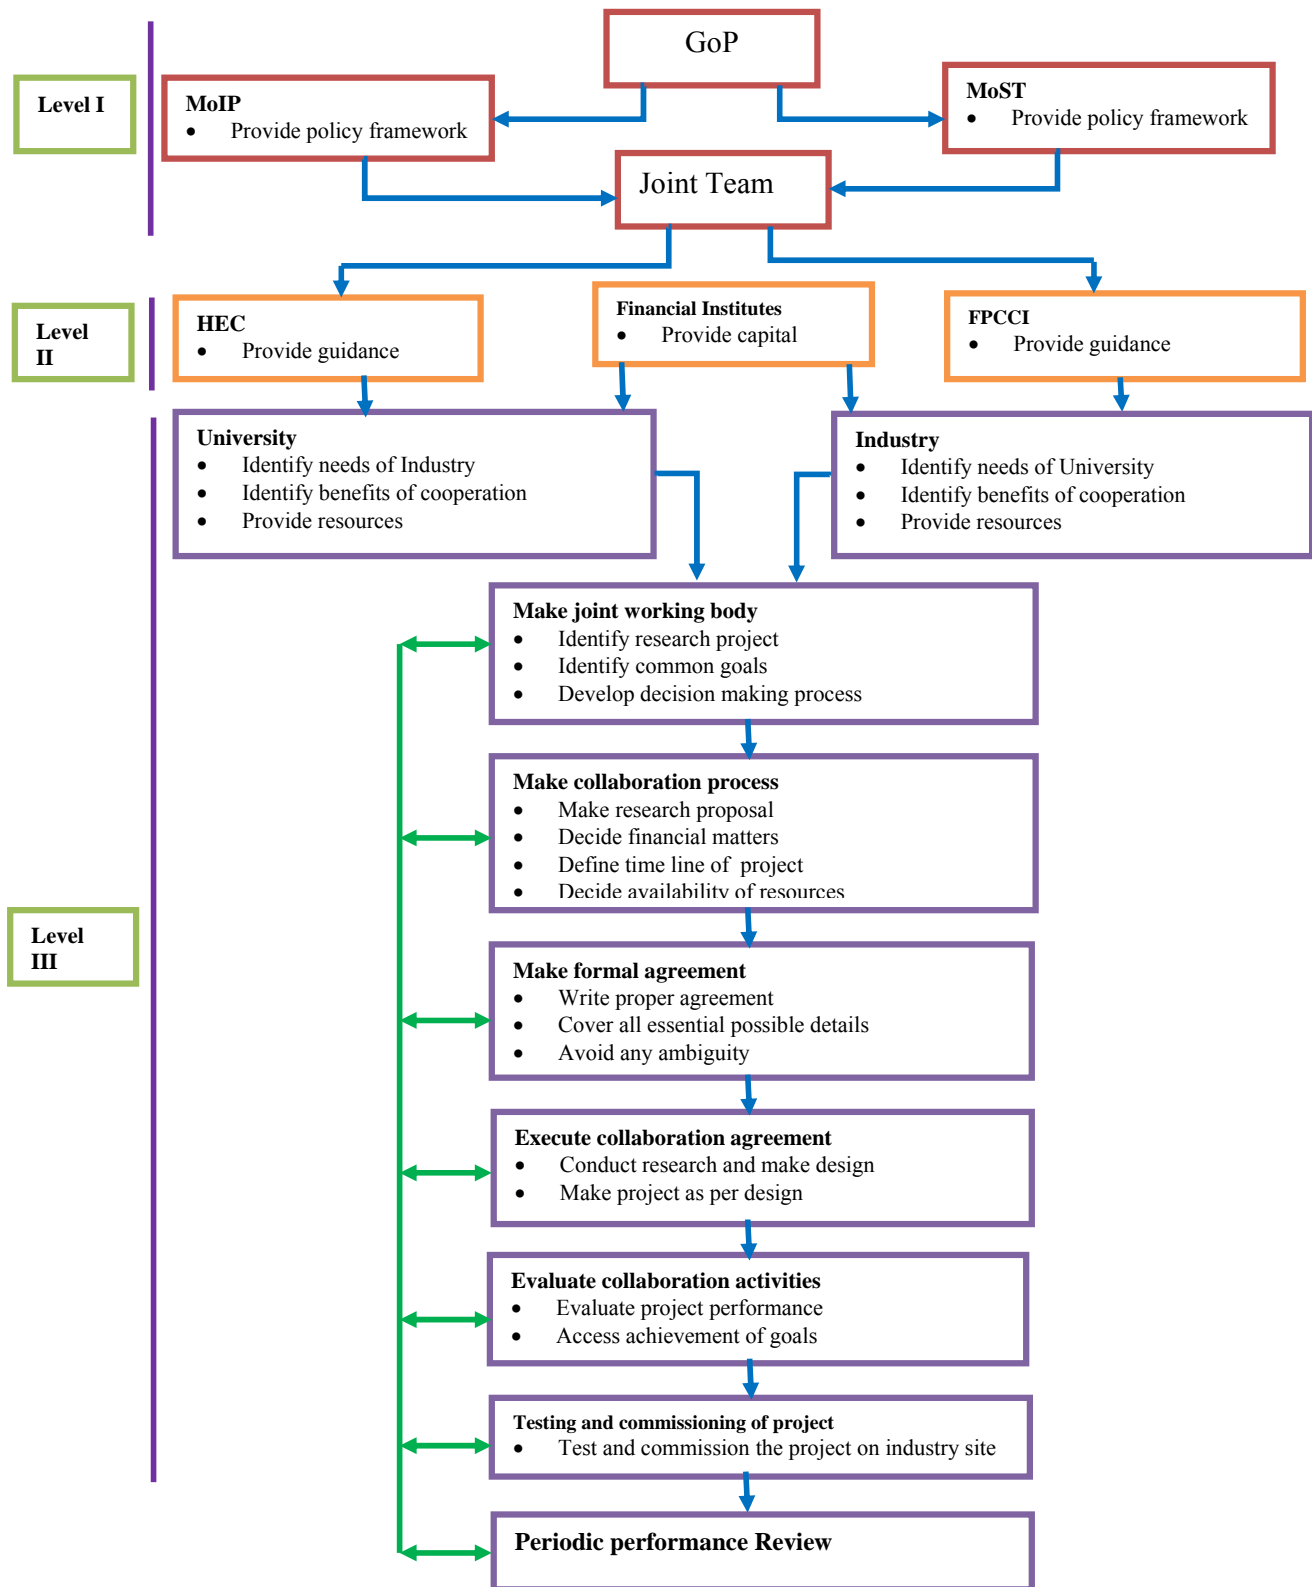 GoP
Level I
MoIP
• Provide policy framework
MoST
• Provide policy framework
Joint Team
Level
II
HEC
• Provide guidance
Financial Institutes
• Provide capital
FPCCI
• Provide guidance
University
• Identify needs of Industry
• Identify benefits of cooperation
• Provide resources
Industry
• Identify needs of University
• Identify benefits of cooperation
• Provide resources
Level
III
Make joint working body
• Identify research project
• Identify common goals
• Develop decision making process
Make collaboration process
• Make research proposal
• Decide financial matters
• Define time line of  project
• Decide availability of resources
Make formal agreement
• Write proper agreement
• Cover all essential possible details
• Avoid any ambiguity
Execute collaboration agreement
• Conduct research and make design
• Make project as per design
Evaluate collaboration activities
• Evaluate project performance
• Access achievement of goals
Testing and commissioning of project
• Test and commission the project on industry site
Periodic performance Review